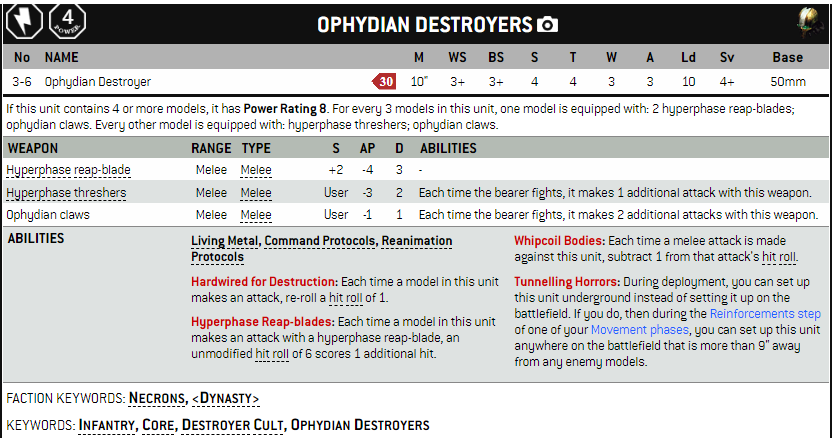 4
POWER
OPHYDIAN DESTROYERS
No NAME M WS BS S T W A Ld Sv Base
3-6 Ophydian Destroyer 30 10" 3+ 3+ 4 4 3 3 10 4+ 50mm
If this unit contains 4 or more models, it has Power Rating 8. For every 3 models in this unit, one model is equipped with: 2 hyperphase reap-blades;
ophydian claws. Every other model is equipped with: hyperphase threshers; ophydian claws.
WEAPON RANGE TYPE S AP D ABILITIES
Hyperphase reap-blade Melee Melee +2 -4 3 -
Hyperphase threshers Melee Melee User -3 2 Each time the bearer fights, it makes 1 additional attack with this weapon.
Ophydian claws Melee Melee User -1 1 Each time the bearer fights, it makes 2 additional attacks with this weapon.
ABILITIES
Living Metal, Command Protocols, Reanimation
Protocols
Hardwired for Destruction: Each time a model in this unit
makes an attack, re-roll a hit roll of 1.
Hyperphase Reap-blades: Each time a model in this unit
makes an attack with a hyperphase reap-blade, an
unmodified hit roll of 6 scores 1 additional hit.
Whipcoil Bodies: Each time a melee attack is made
against this unit, subtract 1 from that attack's hit roll.
Tunnelling Horrors: During deployment, you can set up
this unit underground instead of setting it up on the
battlefield. If you do, then during the Reinforcements step
of one of your Movement phases, you can set up this unit
anywhere on the battlefield that is more than 9" away
from any enemy models.
FACTION KEYWORDS: NECRONS, <DYNASTY>
KEYWORDS: INFANTRY, CORE, DESTROYER CULT, OPHYDIAN DESTROYERS